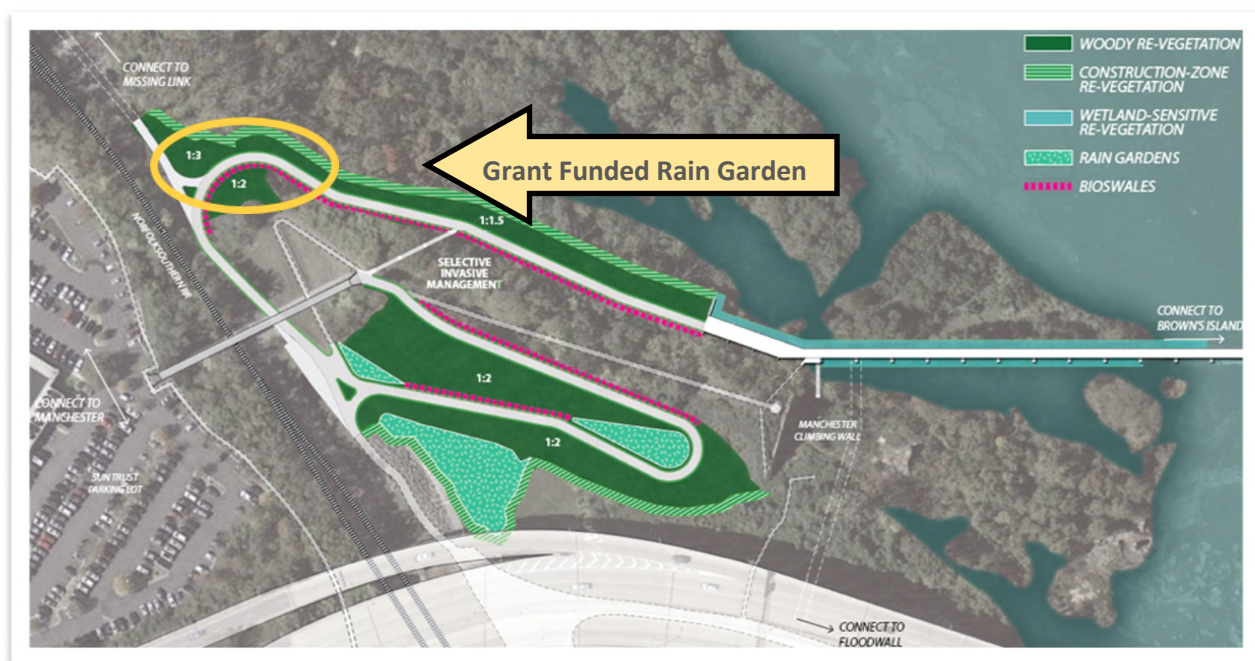 CONNECT TO
MISSING LINK
WOODY RE-VEGETATION
CONSTRUCTION-ZONE
RE-VEGETATION
WETLAND-SENSITIVE
RE-VEGETATION
RAIN GARDENS
BIOSWALES
Grant Funded Rain Garden
1:3
1:2
1:1.5
NORFOLK SOUTHERN RR
SELECTIVE
INVASIVE
MANAGEMENT
CONNECT TO
BROWN'S ISLAND
1:2
1:2
CONNECT TO
MANCHESTER
MANCHESTER
CLIMBING WALL
SUN TRUST
PARKING LOT
CONNECT TO
FLOODWALL